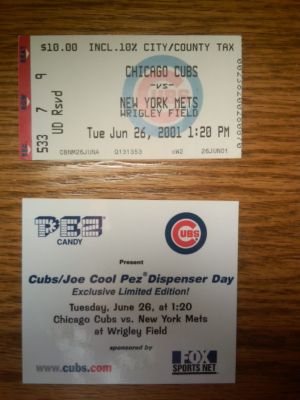 $10.00 INCL.10% CITY/COUNTY TAX
533 7 9
UD Rsvd
CHICAGO CUBS
-vs-
NEW YORK METS
WRIGLEY FIELD
Tue Jun 26, 2001 1:20 PM
CBNM26JUNA 0131353 xW2 26JUN01
CUBS
PEZ
CANDY
CUBS
Present
Cubs/Joe Cool Pez® Dispenser Day
Exclusive Limited Edition!
Tuesday, June 26, at 1:20
Chicago Cubs vs. New York Mets
at Wrigley Field
sponsored by
www.cubs.com
FOX
SPORTS NET